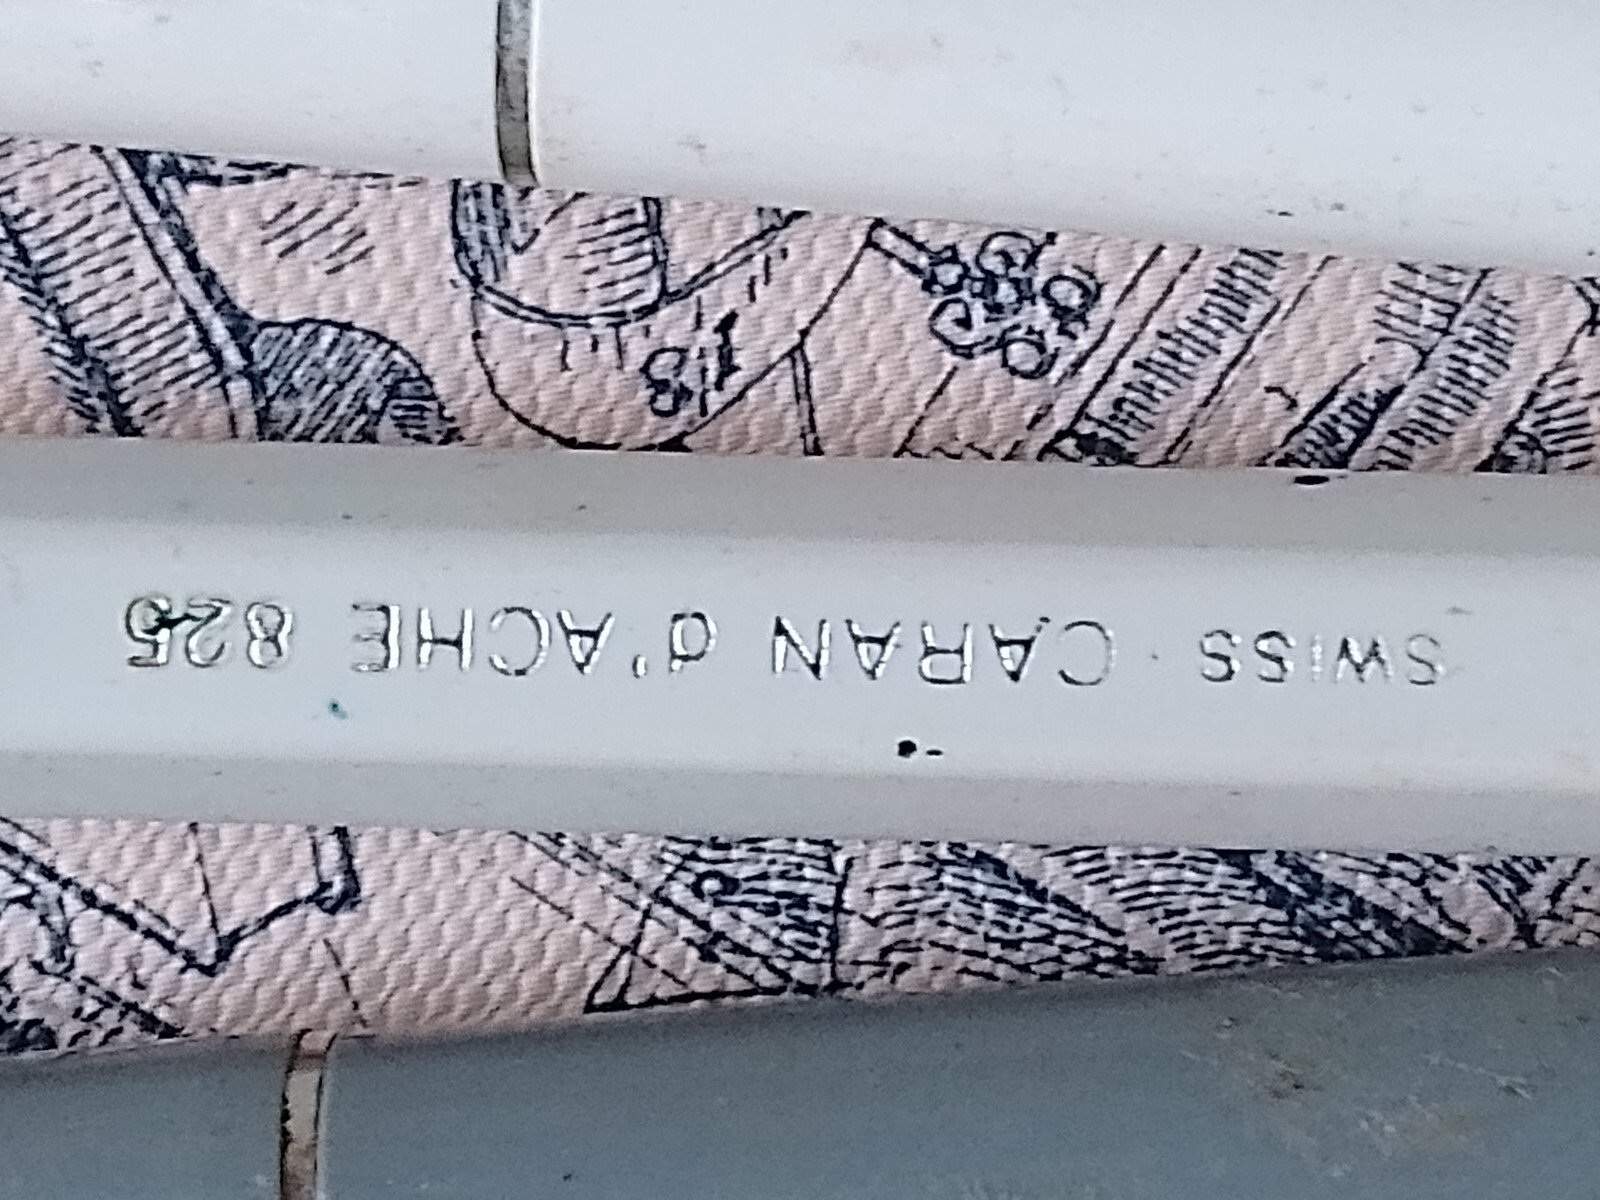 SWISS · CARAN d'ACHE 825